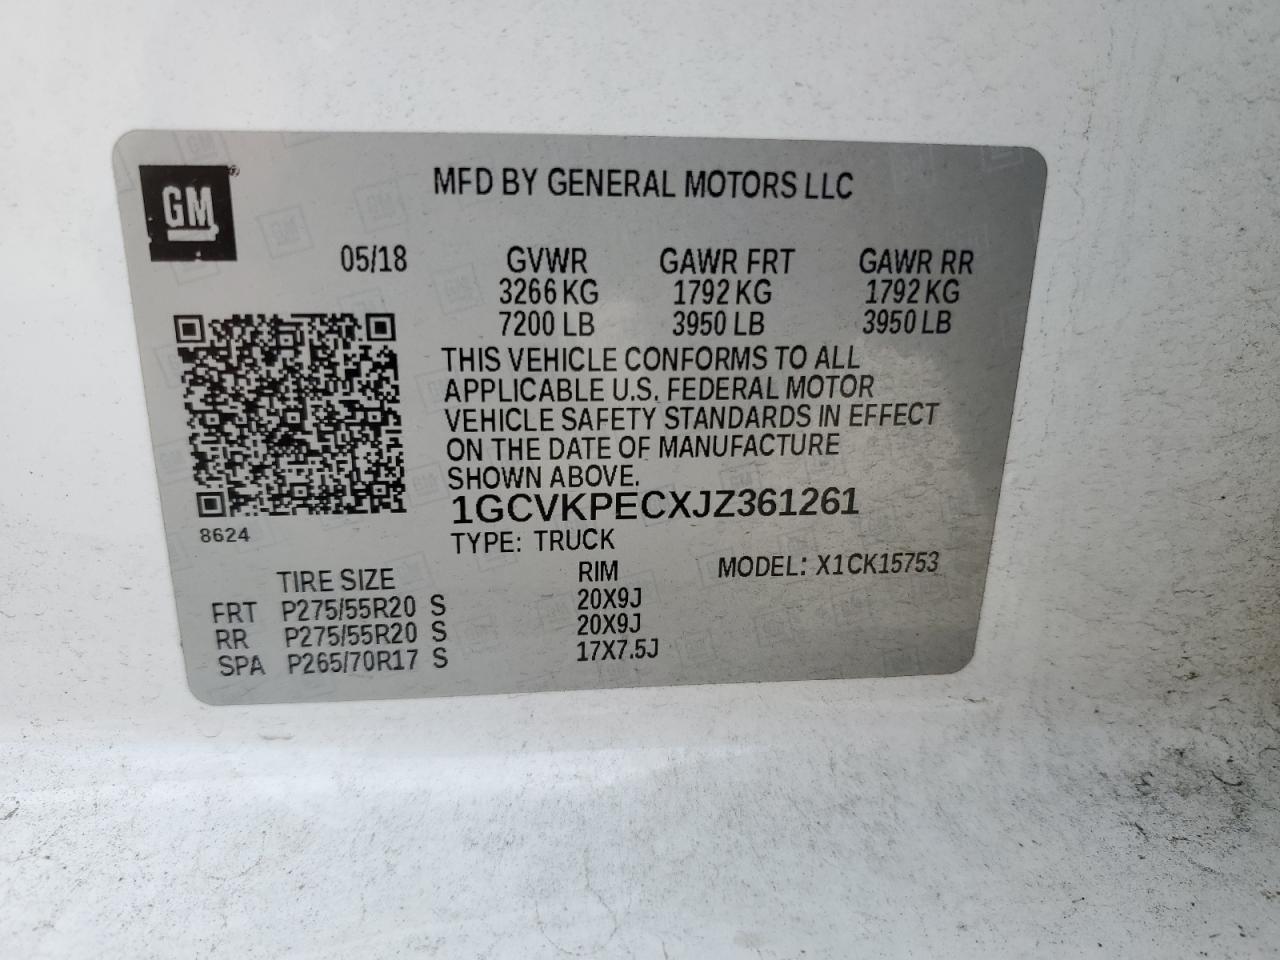 GM
MFD BY GENERAL MOTORS LLC
05/18 GVWR GAWR FRT GAWR RR
3266 KG 1792 KG 1792 KG
7200 LB 3950 LB 3950 LB
THIS VEHICLE CONFORMS TO ALL
APPLICABLE U.S. FEDERAL MOTOR
VEHICLE SAFETY STANDARDS IN EFFECT
ON THE DATE OF MANUFACTURE
SHOWN ABOVE.
1GCVKPECXJZ361261
8624
TYPE: TRUCK
MODEL: X1CK15753
TIRE SIZE RIM
FRT P275/55R20 S 20X9J
RR P275/55R20 S 20X9J
SPA P265/70R17 S 17X7.5J